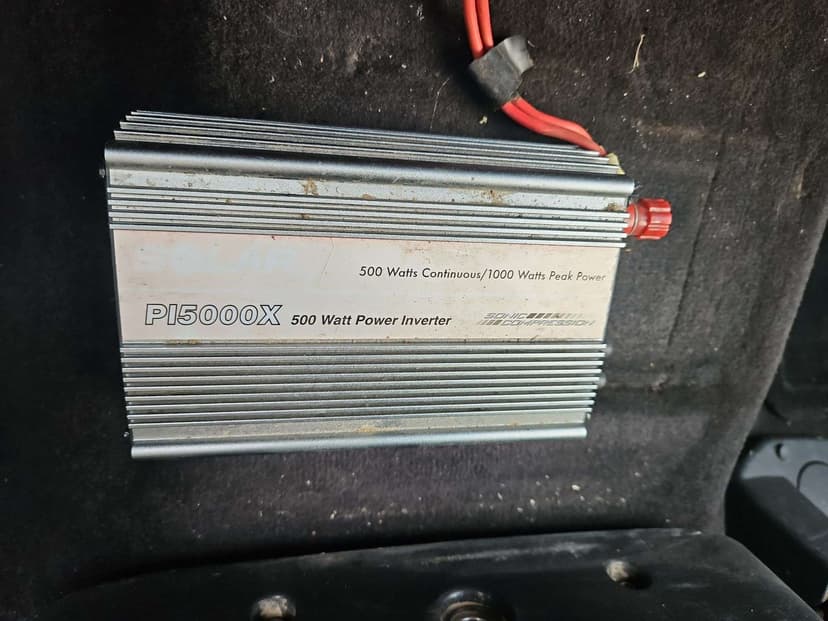 500 Watts Continuous/1000 Watts Peak Power
PI5000X 500 Watt Power Inverter
SONIC
COMPRESSION